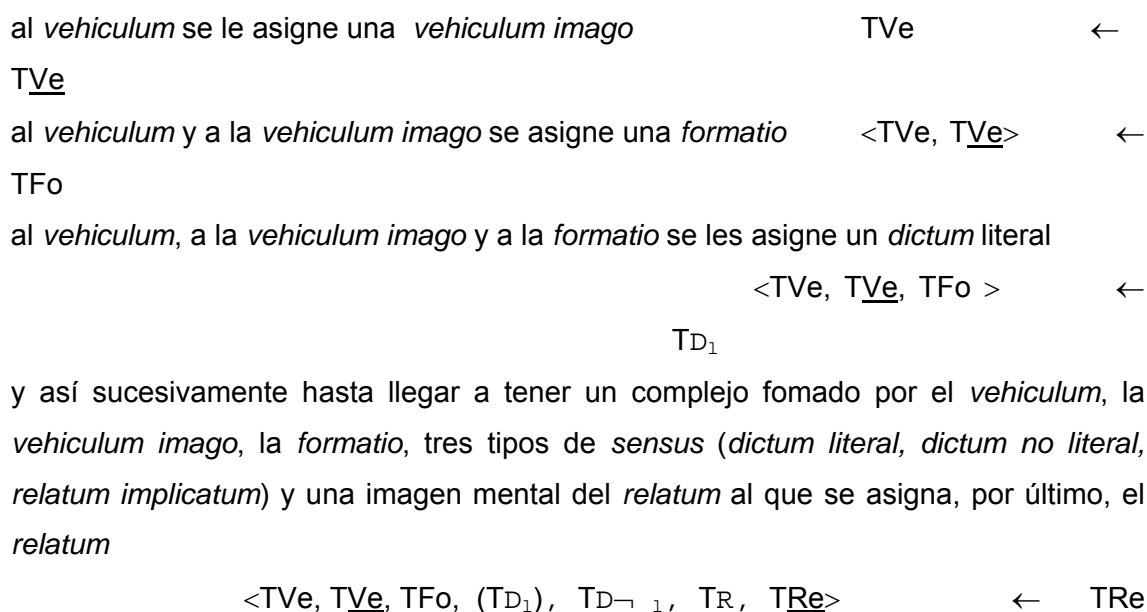 al vehiculum se le asigne una vehiculum imago TVe ←
TVe
al vehiculum y a la vehiculum imago se asigne una formatio <TVe, TVe> ←
TFo
al vehiculum, a la vehiculum imago y a la formatio se les asigne un dictum literal
<TVe, TVe, TFo > ←
TD₁
y así sucesivamente hasta llegar a tener un complejo fomado por el vehiculum, la
vehiculum imago, la formatio, tres tipos de sensus (dictum literal, dictum no literal,
relatum implicatum) y una imagen mental del relatum al que se asigna, por último, el
relatum
<TVe, TVe, TFo, (TD₁), TD¬ ₁, TR, TRe> ← TRe